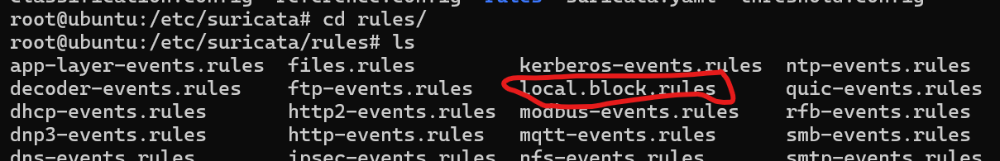 classification.config  reference.config  rules  suricata.yaml  threshold.config
root@ubuntu:/etc/suricata# cd rules/
root@ubuntu:/etc/suricata/rules# ls
app-layer-events.rules  files.rules  kerberos-events.rules  ntp-events.rules
decoder-events.rules  ftp-events.rules  local.block.rules  quic-events.rules
dhcp-events.rules  http2-events.rules  modbus-events.rules  rfb-events.rules
dnp3-events.rules  http-events.rules  mqtt-events.rules  smb-events.rules
dns-events.rules  ipsec-events.rules  nfs-events.rules  smtp-events.rules